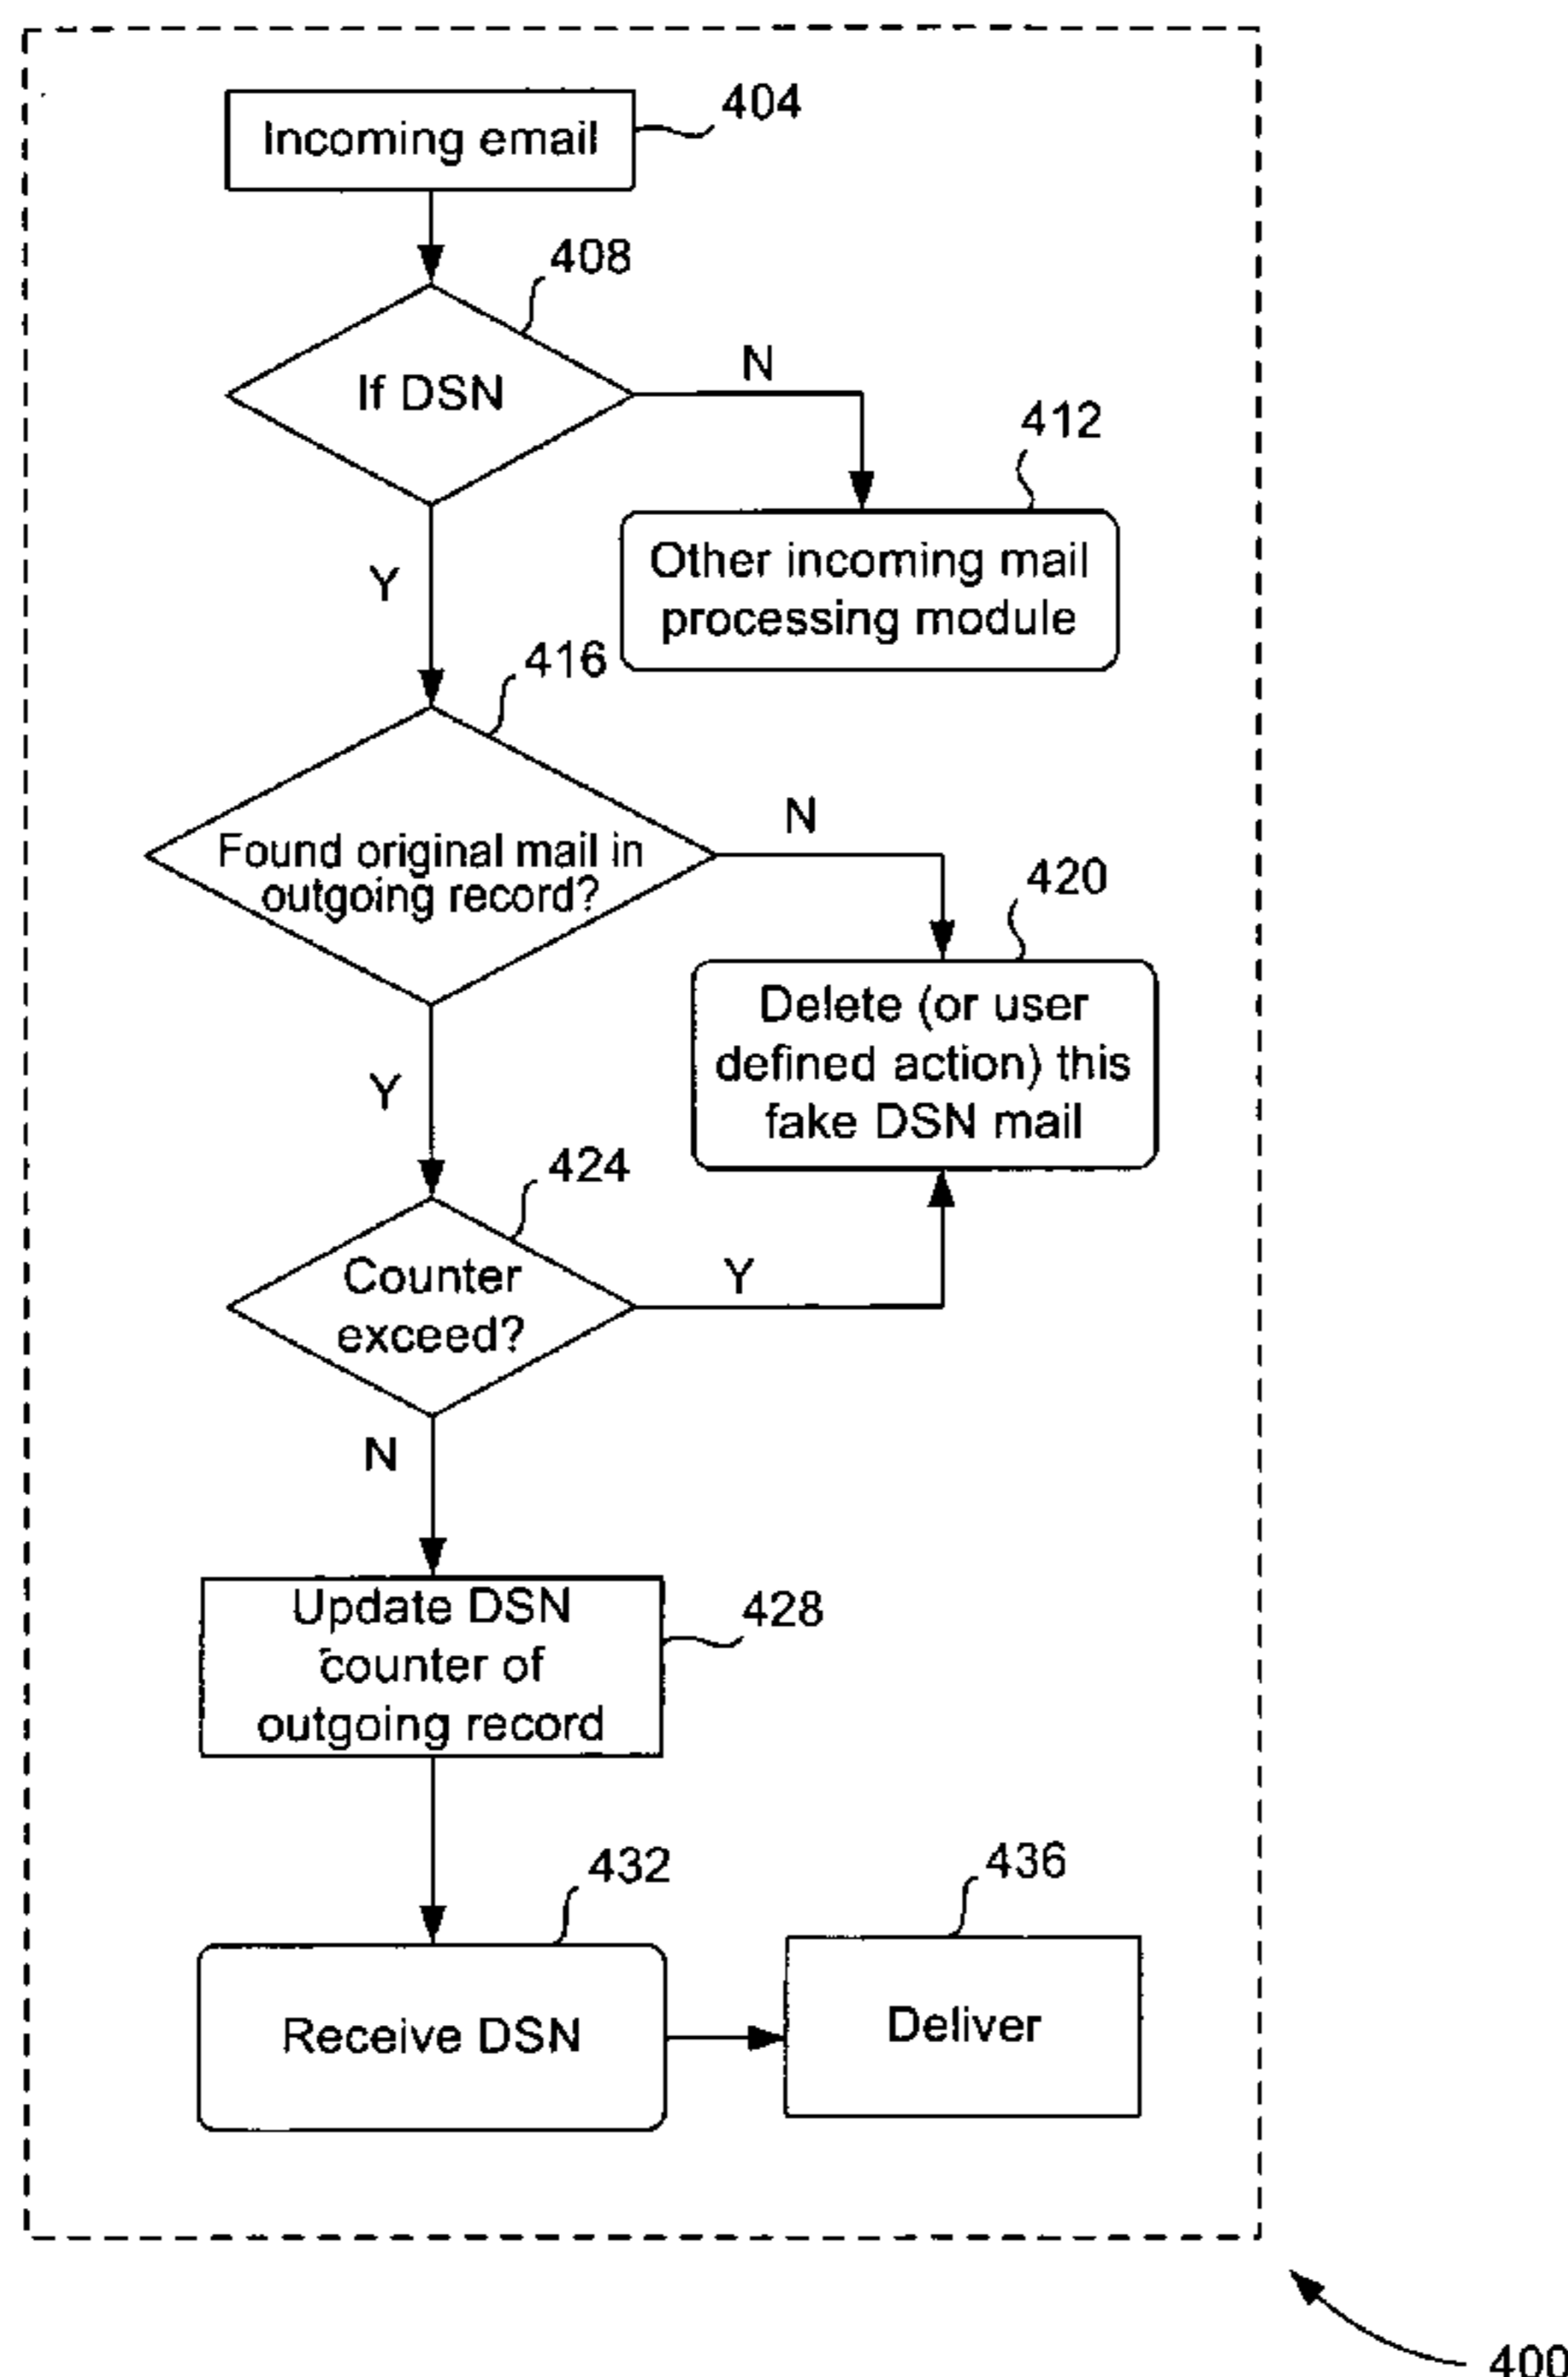 404
Incoming email
408
If DSN
N
412
Other incoming mail
processing module
Y
416
Found original mail in
outgoing record?
N
420
Delete (or user
defined action) this
fake DSN mail
Y
424
Counter
exceed?
Y
N
Update DSN
counter of
outgoing record
428
432
Receive DSN
436
Deliver
400